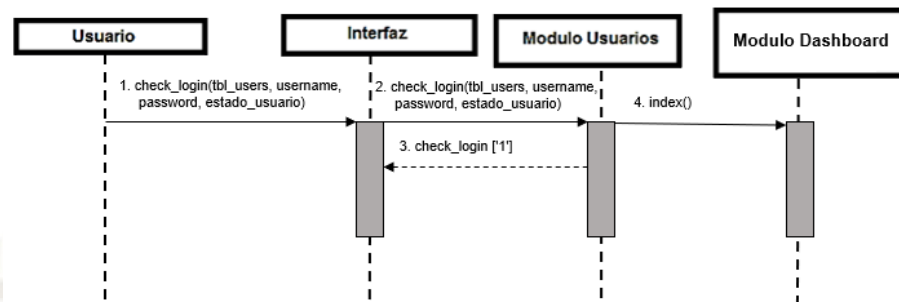 Usuario
Interfaz
Modulo Usuarios
Modulo Dashboard
1. check_login(tbl_users, username,
password, estado_usuario)
2. check_login(tbl_users, username,
password, estado_usuario)
4. index()
3. check_login ['1']